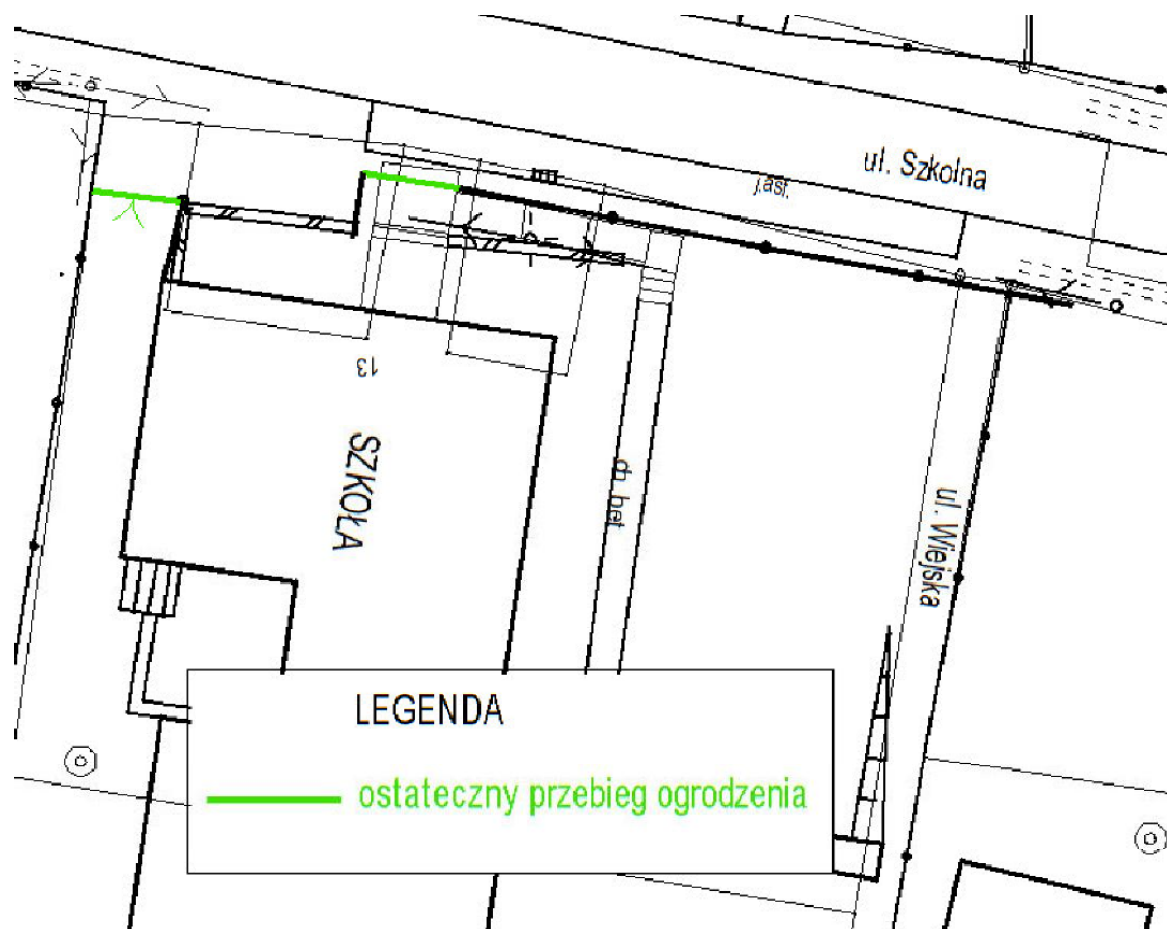 ul. Szkolna
j.asf.
13
SZKOŁA
ch. bet
ul. Wiejska
LEGENDA
ostateczny przebieg ogrodzenia